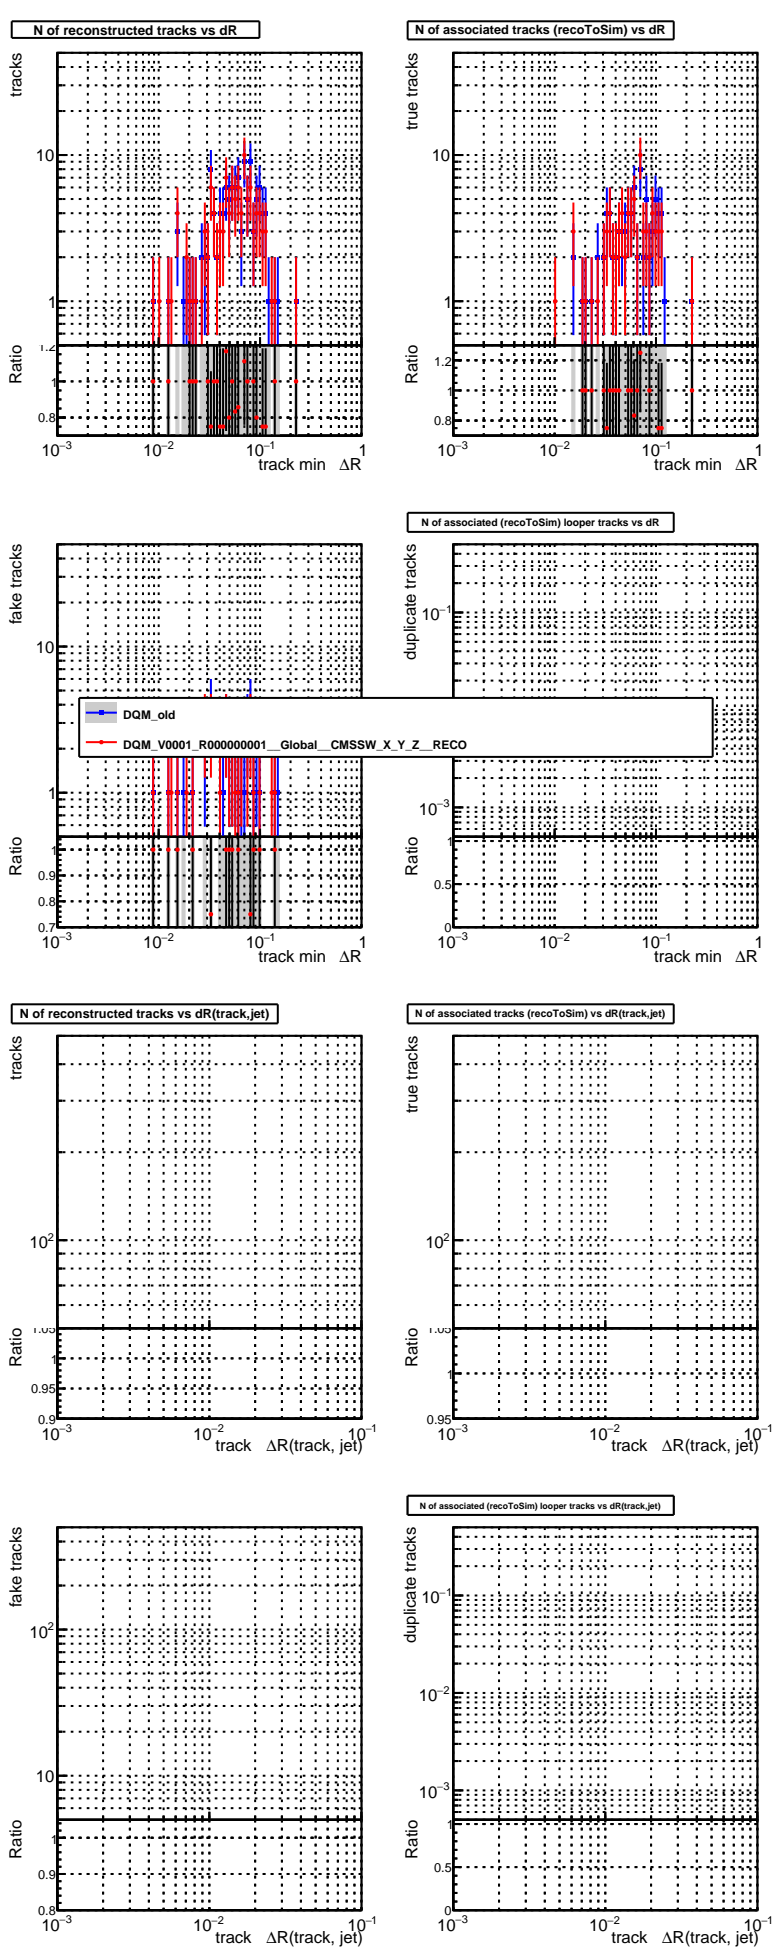 N of reconstructed tracks vs dR
N of associated tracks (recoToSim) vs dR
tracks
10
1
Ratio
1.2
1
0.8
10−3 10−2 10−1 1
track min ΔR
true tracks
10
1
Ratio
1.2
1
0.8
10−3 10−2 10−1 1
track min ΔR
N of associated (recoToSim) looper tracks vs dR
fake tracks
10
1
Ratio
1
0.9
0.8
0.7
10−3 10−2 10−1 1
track min ΔR
duplicate tracks
10−1
10−3
Ratio
1
0.5
0
10−3 10−2 10−1 1
track min ΔR
DQM_old
DQM_V0001_R000000001__Global__CMSSW_X_Y_Z__RECO
N of reconstructed tracks vs dR(track,jet)
N of associated tracks (recoToSim) vs dR(track,jet)
tracks
10²
Ratio
1.05
1
0.95
0.9
10−3 10−2 10−1
track ΔR(track, jet)
true tracks
10²
Ratio
1.05
1
0.95
10−3 10−2 10−1
track ΔR(track, jet)
N of associated (recoToSim) looper tracks vs dR(track,jet)
fake tracks
10²
10
Ratio
1
0.9
0.8
10−3 10−2 10−1
track ΔR(track, jet)
duplicate tracks
10−1
10−2
10−3
Ratio
1
0.5
0
10−3 10−2 10−1
track ΔR(track, jet)